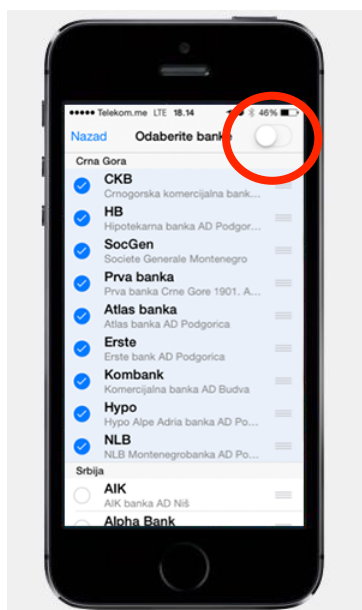 Telekom.me LTE 18.14 46%
Nazad Odaberite banke
Crna Gora
CKB
Crnogorska komercijalna bank...
HB
Hipotekarna banka AD Podgor...
SocGen
Societe Generale Montenegro
Prva banka
Prva banka Crne Gore 1901. A...
Atlas banka
Atlas banka AD Podgorica
Erste
Erste bank AD Podgorica
Kombank
Komercijalna banka AD Budva
Hypo
Hypo Alpe Adria banka AD Po...
NLB
NLB Montenegrobanka AD Po...
Srbija
AIK
AIK banka AD Niš
Alpha Bank